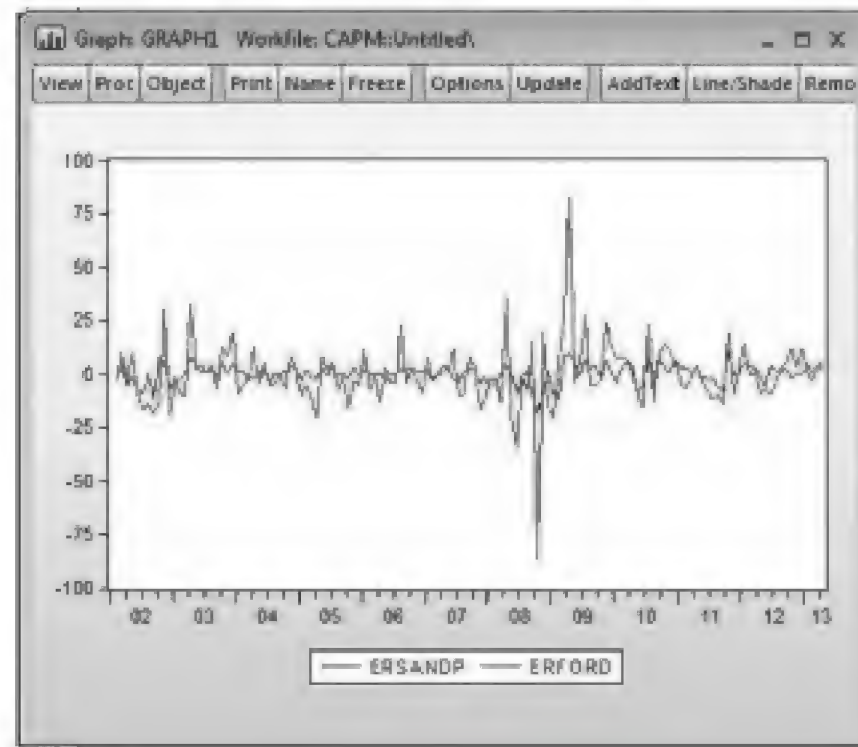 Graph: GRAPH1 Workfile: CAPM::Untitled\
View Proc Object Print Name Freeze Options Update AddText Line/Shade Remo
100
75
50
25
0
-25
-50
-75
-100
02 03 04 05 06 07 08 09 10 11 12 13
ERSANDP ERFORD